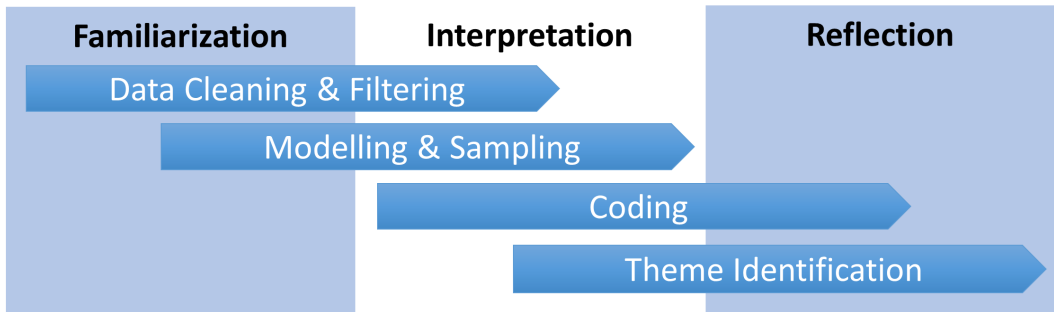 Familiarization
Interpretation
Reflection
Data Cleaning & Filtering
Modelling & Sampling
Coding
Theme Identification